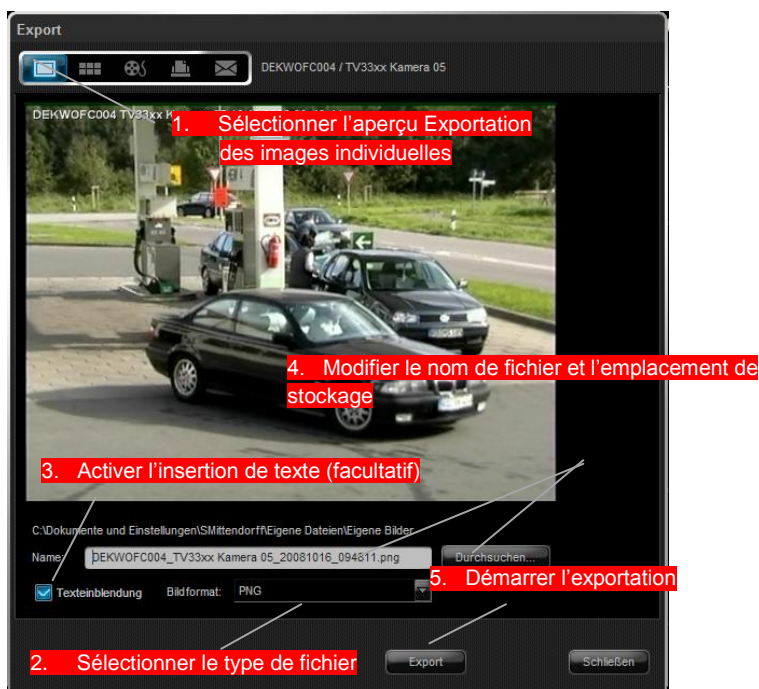 Export
DEKWOFC004 / TV33xx Kamera 05
DEKWOFC004 TV33xx K
1. Sélectionner l'aperçu Exportation
des images individuelles
4. Modifier le nom de fichier et l'emplacement de
stockage
3. Activer l'insertion de texte (facultatif)
C:\Dokumente und Einstellungen\SMittendorff\Eigene Dateien\Eigene Bilder
Name: DEKWOFC004_TV33xx Kamera 05_20081016_094811.png Durchsuchen...
5. Démarrer l'exportation
Texteinblendung Bildformat: PNG
2. Sélectionner le type de fichier
Export Schließen